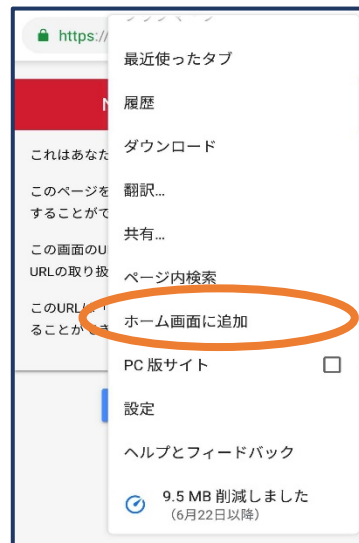 https://
最近使ったタブ
履歴
ダウンロード
翻訳...
共有...
ページ内検索
ホーム画面に追加
PC 版サイト
設定
ヘルプとフィードバック
9.5 MB 削減しました
(6月22日以降)
これはあなた
このページを
することがで
この画面のU
URLの取り扱
このURL
ることが